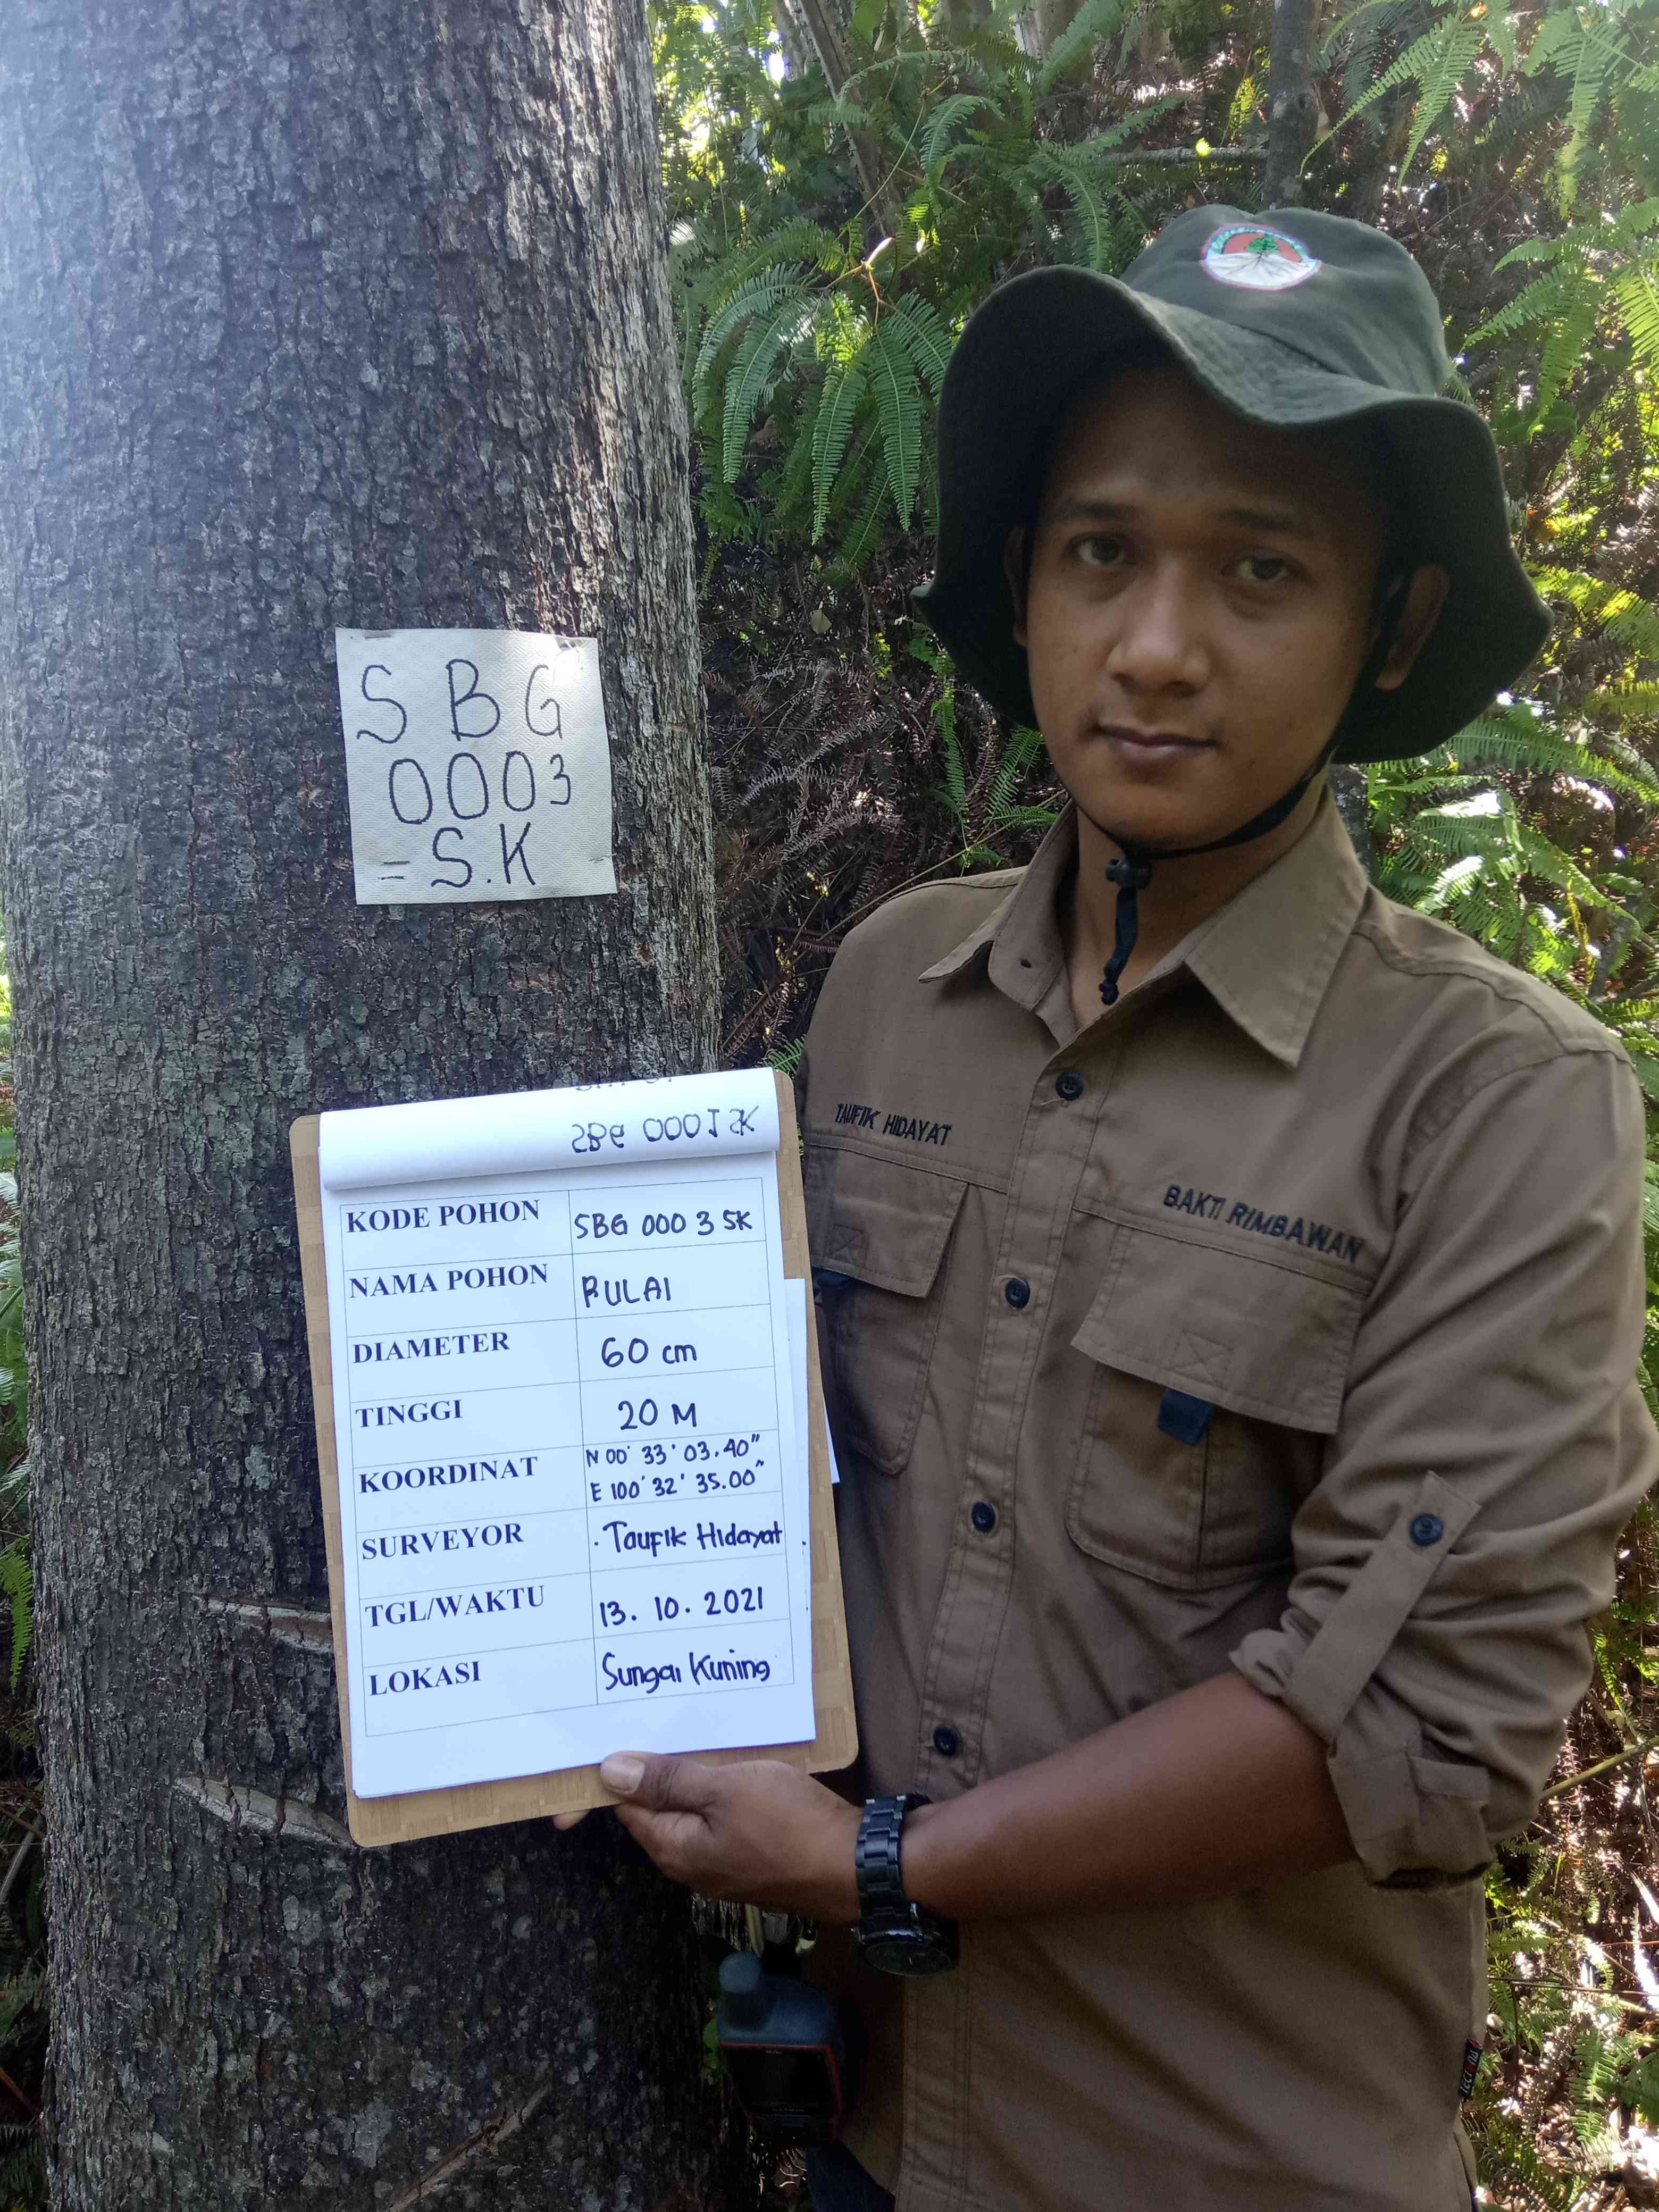 S B G
0003
= S.K
SBG 0001 SK
KODE POHON SBG 000 3 SK
NAMA POHON PULAI
DIAMETER 60 cm
TINGGI 20 M
KOORDINAT N 00° 33' 03.40"
E 100° 32' 35.00"
SURVEYOR . Taufik Hidayat
TGL/WAKTU 13. 10. 2021
LOKASI Sungai Kuning
TAUFIK HIDAYAT
BAKTI RIMBAWAN